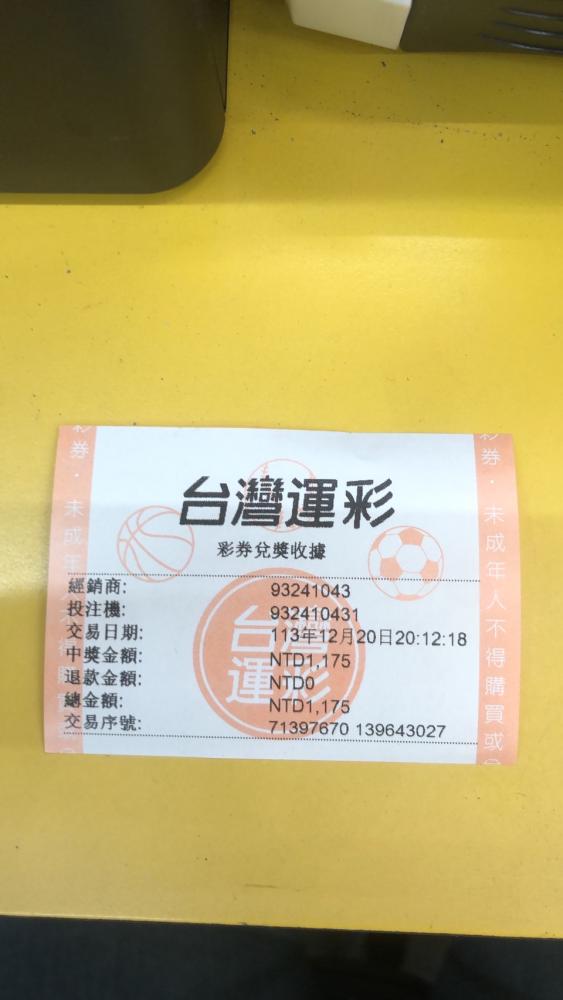 台灣運彩
彩券兌獎收據
經銷商: 93241043
投注機: 932410431
交易日期: 113年12月20日20:12:18
中獎金額: NTD1,175
退款金額: NTD0
總金額: NTD1,175
交易序號: 71397670 139643027
台灣
運彩
券．未成年
券．未成年人不得購買或